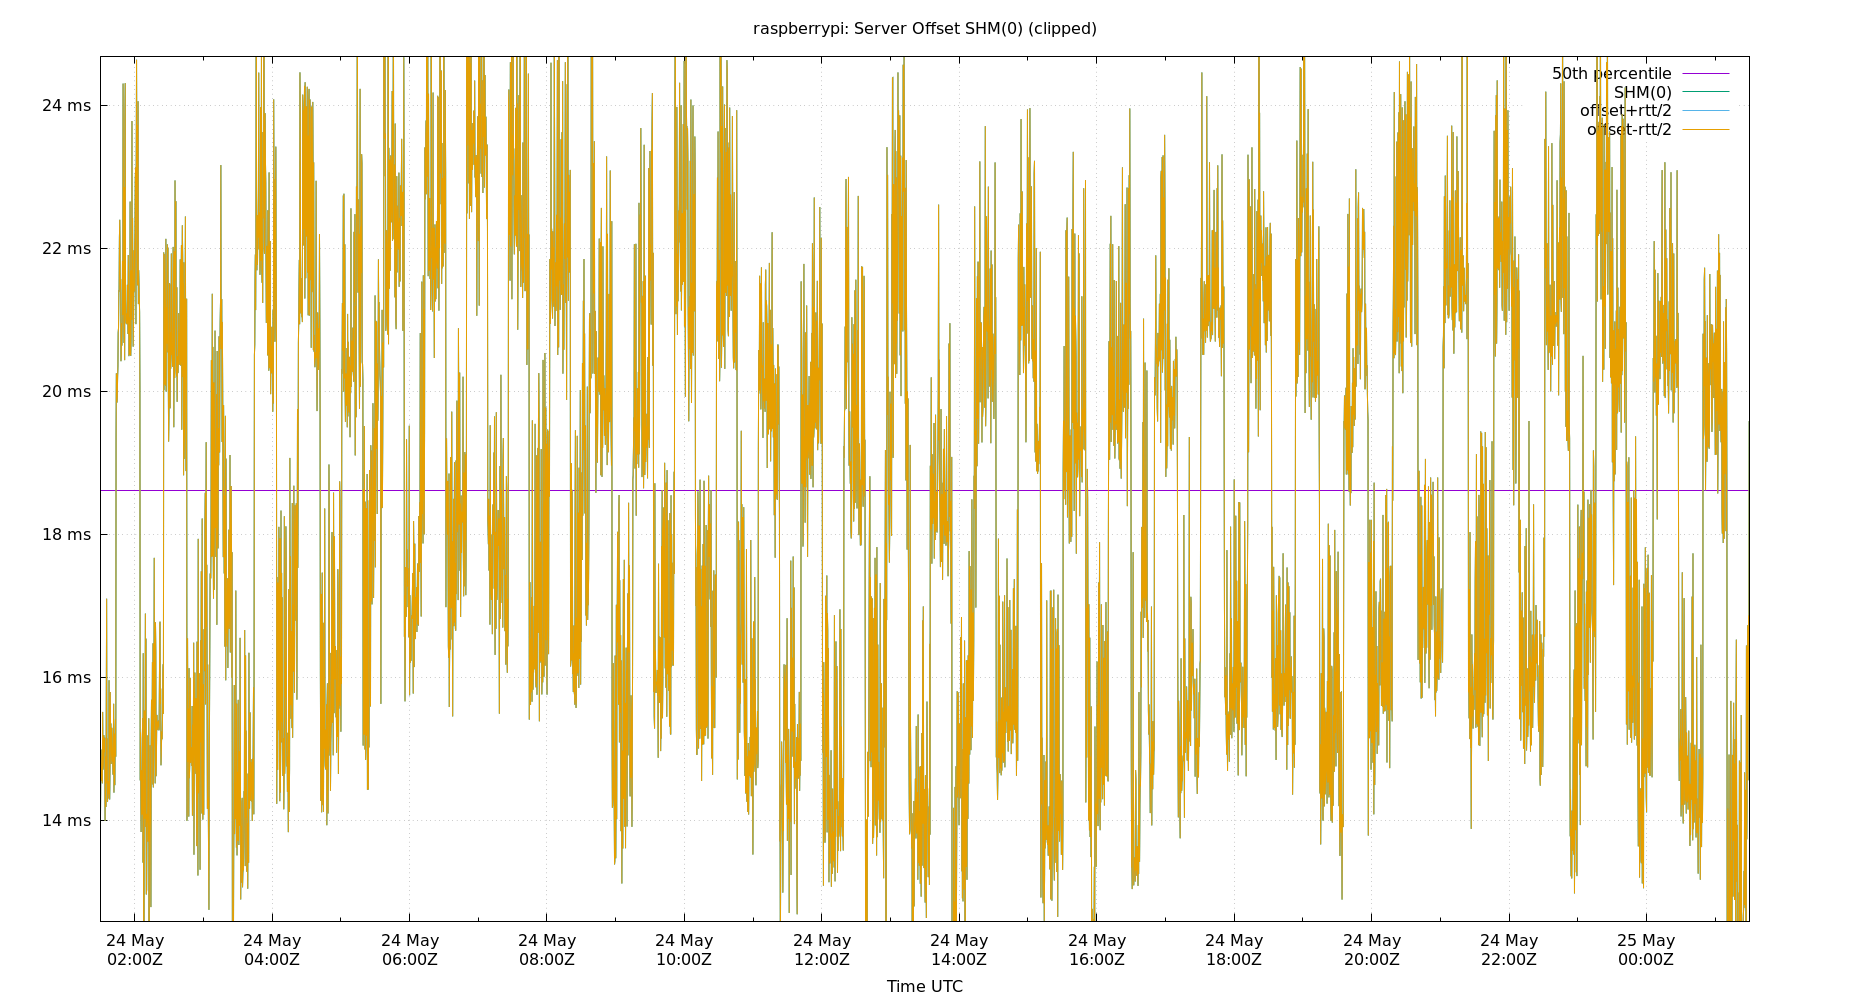 raspberrypi: Server Offset SHM(0) (clipped)
50th percentile
SHM(0)
offset+rtt/2
offset-rtt/2
24 ms
22 ms
20 ms
18 ms
16 ms
14 ms
24 May 24 May 24 May 24 May 24 May 24 May 24 May 24 May 24 May 24 May 24 May 25 May
02:00Z 04:00Z 06:00Z 08:00Z 10:00Z 12:00Z 14:00Z 16:00Z 18:00Z 20:00Z 22:00Z 00:00Z
Time UTC